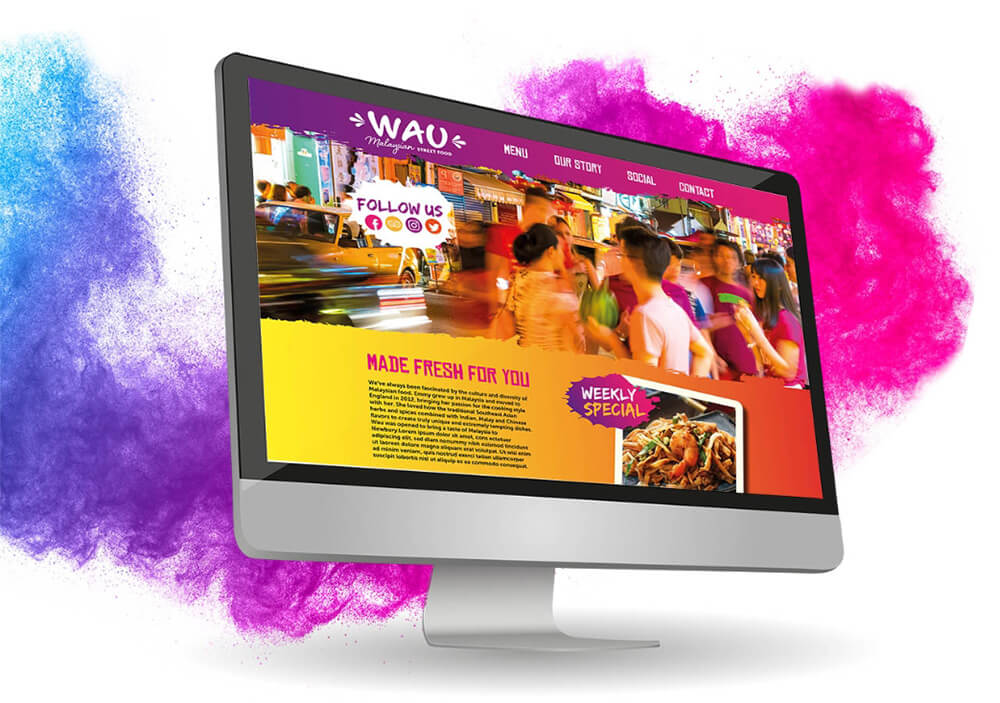 WAU
Malaysian STREET FOOD
MENU
OUR STORY
SOCIAL
CONTACT
FOLLOW US
MADE FRESH FOR YOU
We've always been fascinated by the culture and diversity of
Malaysian food. Emmy grew up in Malaysia and moved to
England in 2012, bringing her passion for the cooking style
with her. She loved how the traditional Southeast Asian
herbs and spices combined with Indian, Malay and Chinese
flavors to create truly unique and extremely tempting dishes.
Wau was opened to bring a taste of Malaysia to
Newbury Lorem ipsum dolor sit amet, cons ectetuer
adipiscing elit, sed diam nonummy nibh euismod tincidunt
ut laoreet dolore magna aliquam erat volutpat. Ut wisi enim
ad minim veniam, quis nostrud exerci tation ullamcorper
suscipit lobortis nisl ut aliquip ex ea commodo consequat.
WEEKLY
SPECIAL